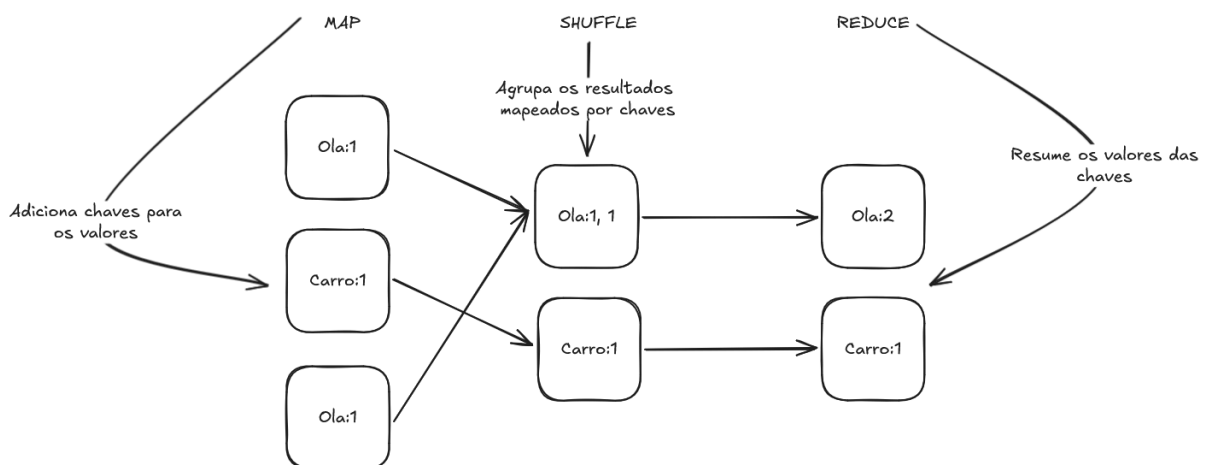 MAP
SHUFFLE
REDUCE
Agrupa os resultados
mapeados por chaves
Adiciona chaves para
os valores
Resume os valores das
chaves
Ola:1
Carro:1
Ola:1
Ola:1, 1
Carro:1
Ola:2
Carro:1